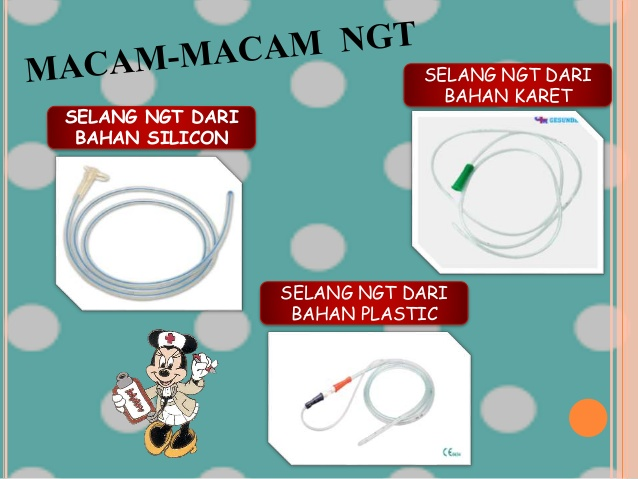 MACAM-MACAM NGT
SELANG NGT DARI
BAHAN KARET
SELANG NGT DARI
BAHAN SILICON
SELANG NGT DARI
BAHAN PLASTIC